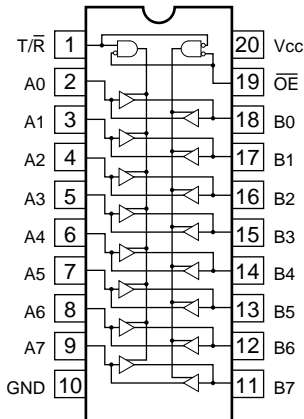 T/R̅ 1 20 Vcc
A0 2 19 O̅E̅
A1 3 18 B0
A2 4 17 B1
A3 5 16 B2
A4 6 15 B3
A5 7 14 B4
A6 8 13 B5
A7 9 12 B6
GND 10 11 B7